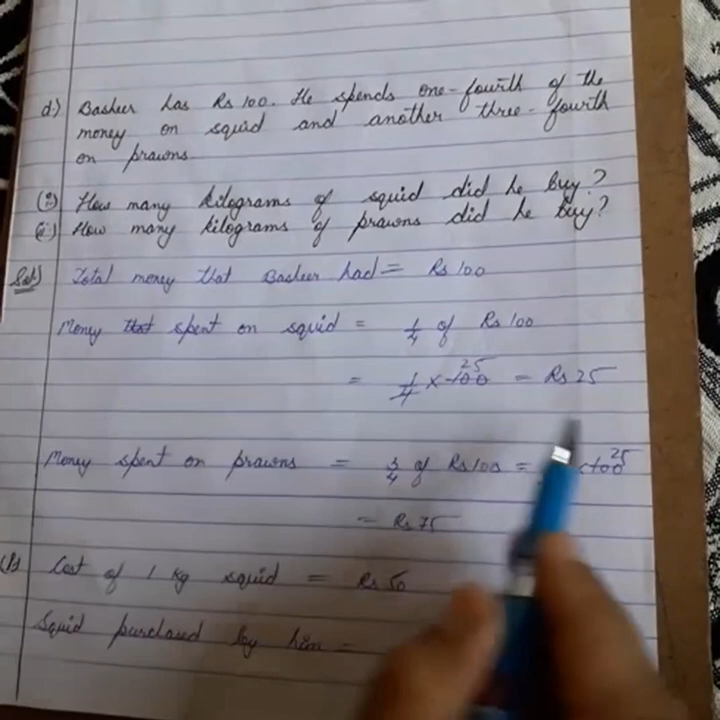 d) Basheer has Rs 100. He spends one-fourth of the
money on squid and another three-fourth
on prawns.
(i) How many kilograms of squid did he buy?
(ii) How many kilograms of prawns did he buy?
Total money that Basheer had = Rs 100
Money that spent on squid = 1/4 of Rs 100
= 1/4 × 100 25 = Rs 25
Money spent on prawns = 3/4 of Rs 100 = 100 25
= Rs 75
Cost of 1 kg squid = Rs 50
Squid purchased by him =